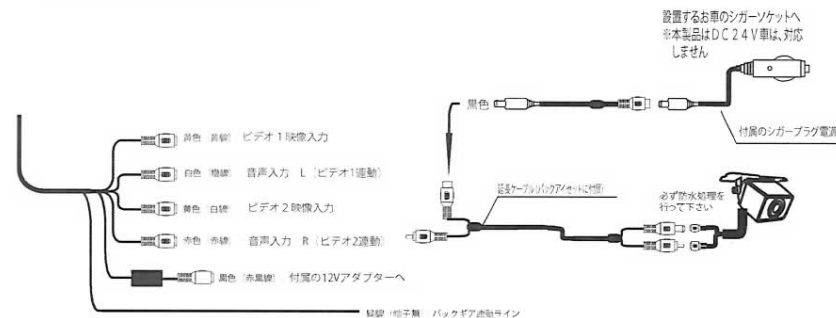 設置するお車のシガーソケットへ
※本製品はDC24V車は、対応
しません
黒色
付属のシガープラグ電源
黄色（黄線） ビデオ1映像入力
白色（橙線） 音声入力 L（ビデオ1連動）
黄色（白線） ビデオ2映像入力
赤色（赤線） 音声入力 R（ビデオ2連動）
黒色（赤黒線） 付属の12Vアダプターへ
緑線（端子無） バックギア連動ライン
延長ケーブル(バックアイセットに付属)
必ず防水処理を
行って下さい